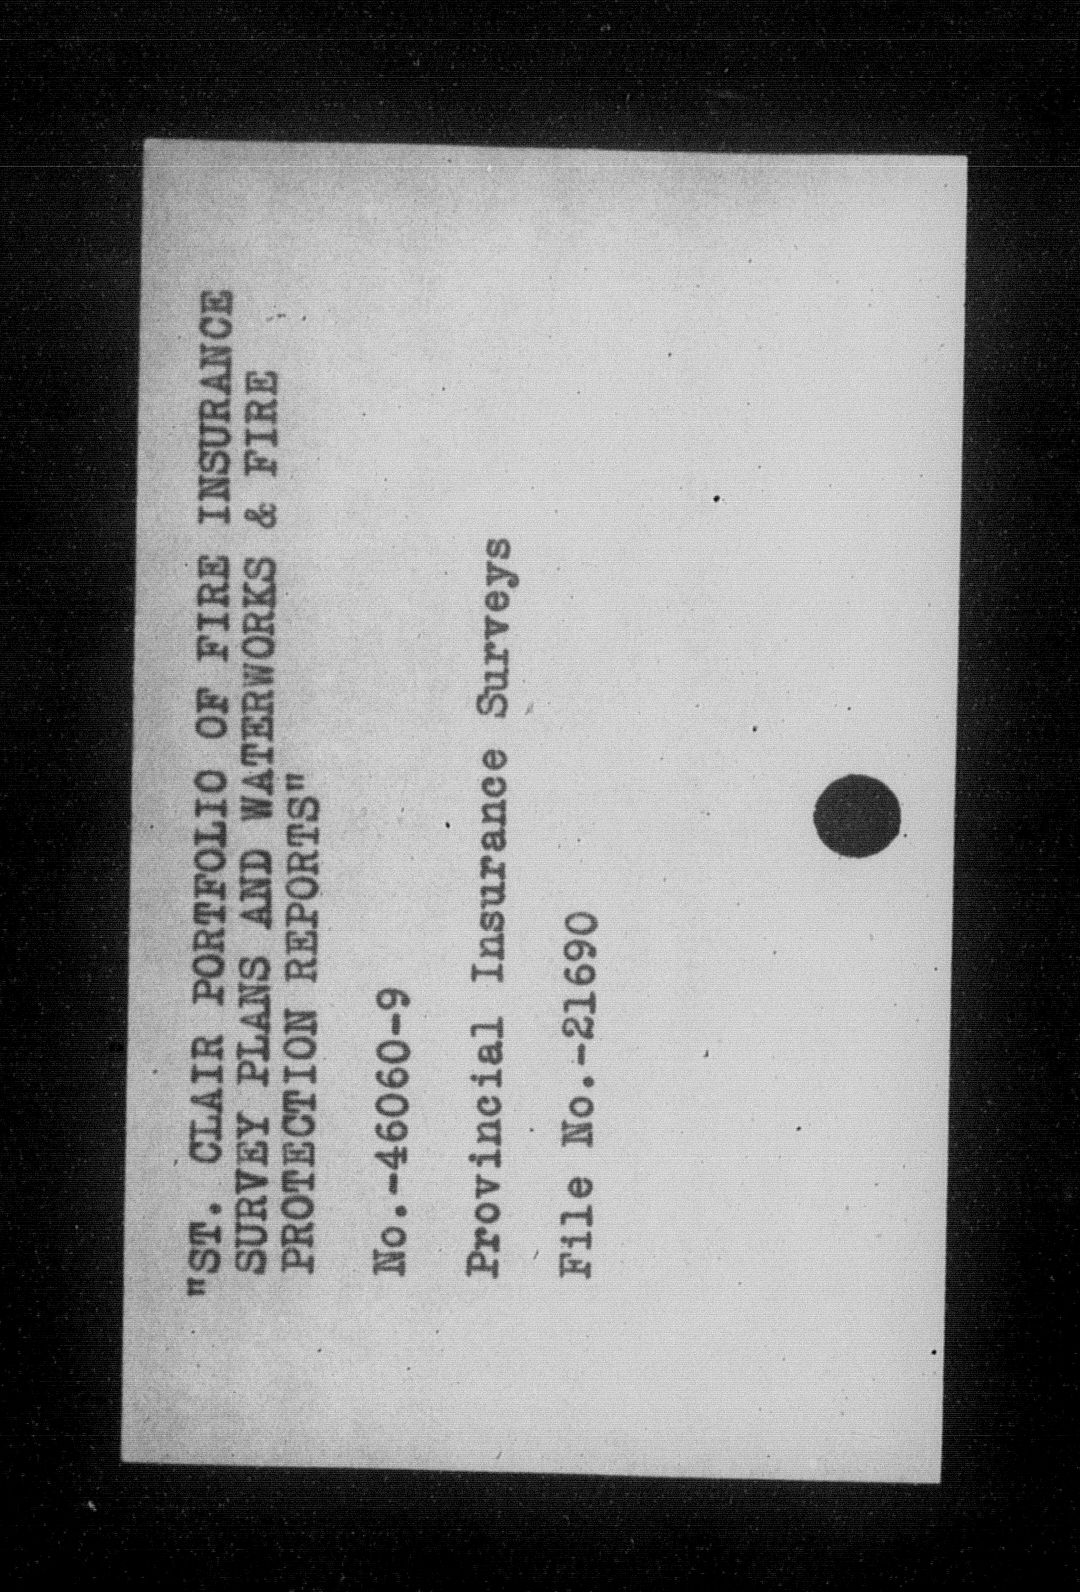 "ST. CLAIR PORTFOLIO OF FIRE INSURANCE
SURVEY PLANS AND WATERWORKS & FIRE
PROTECTION REPORTS"
No.-46060-9
Provincial Insurance Surveys
File No.-21690